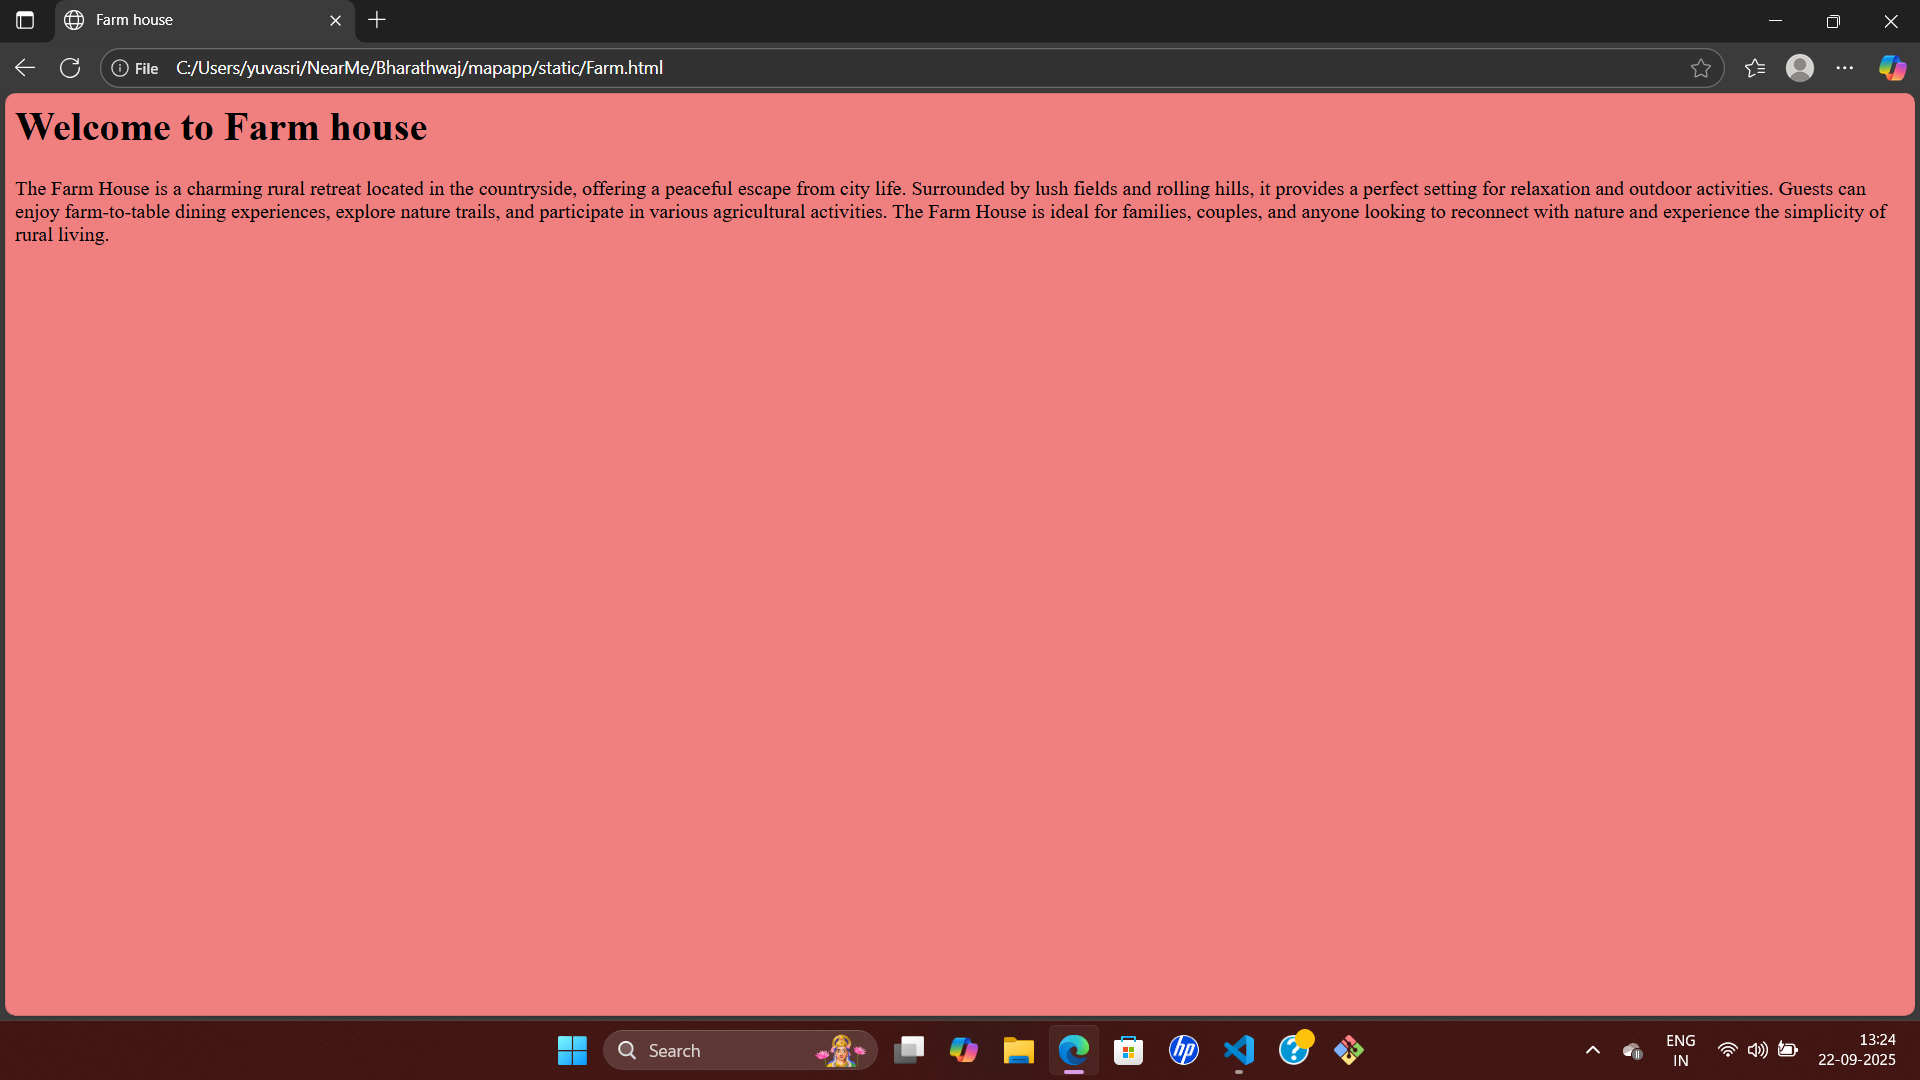 Farm house
File C:/Users/yuvasri/NearMe/Bharathwaj/mapapp/static/Farm.html
Welcome to Farm house
The Farm House is a charming rural retreat located in the countryside, offering a peaceful escape from city life. Surrounded by lush fields and rolling hills, it provides a perfect setting for relaxation and outdoor activities. Guests can
enjoy farm-to-table dining experiences, explore nature trails, and participate in various agricultural activities. The Farm House is ideal for families, couples, and anyone looking to reconnect with nature and experience the simplicity of
rural living.
Search
hp
ENG
IN
13:24
22-09-2025